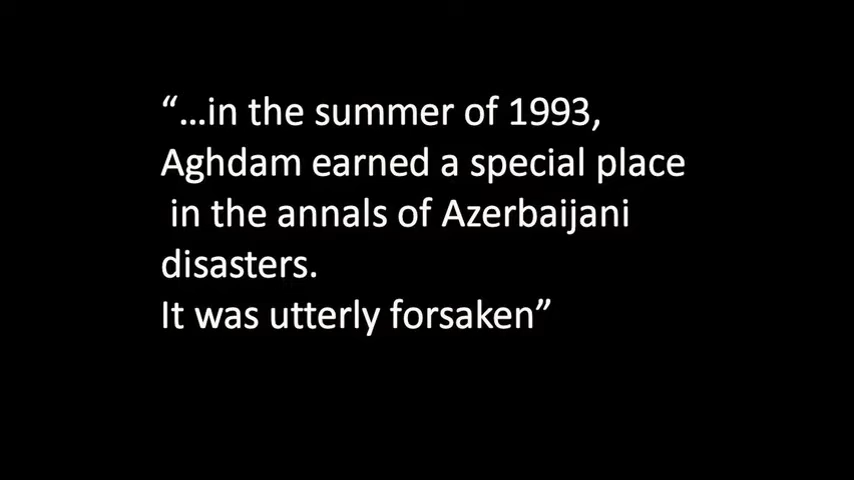 “…in the summer of 1993,
Aghdam earned a special place
in the annals of Azerbaijani
disasters.
It was utterly forsaken”